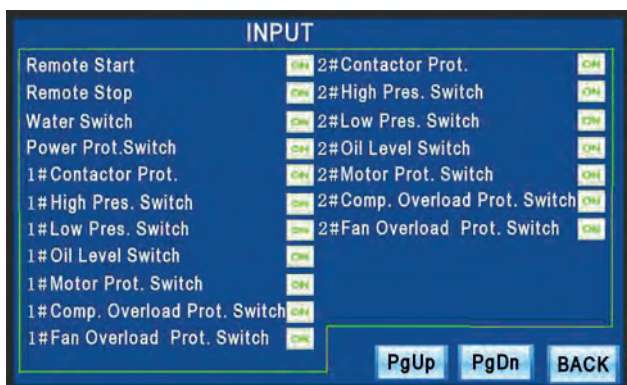 INPUT
Remote Start ON
Remote Stop ON
Water Switch ON
Power Prot.Switch ON
1#Contactor Prot. ON
1#High Pres. Switch ON
1#Low Pres. Switch ON
1#Oil Level Switch ON
1#Motor Prot. Switch ON
1#Comp. Overload Prot. Switch ON
1#Fan Overload Prot. Switch ON
2#Contactor Prot. ON
2#High Pres. Switch ON
2#Low Pres. Switch ON
2#Oil Level Switch ON
2#Motor Prot. Switch ON
2#Comp. Overload Prot. Switch ON
2#Fan Overload Prot. Switch ON
PgUp PgDn BACK